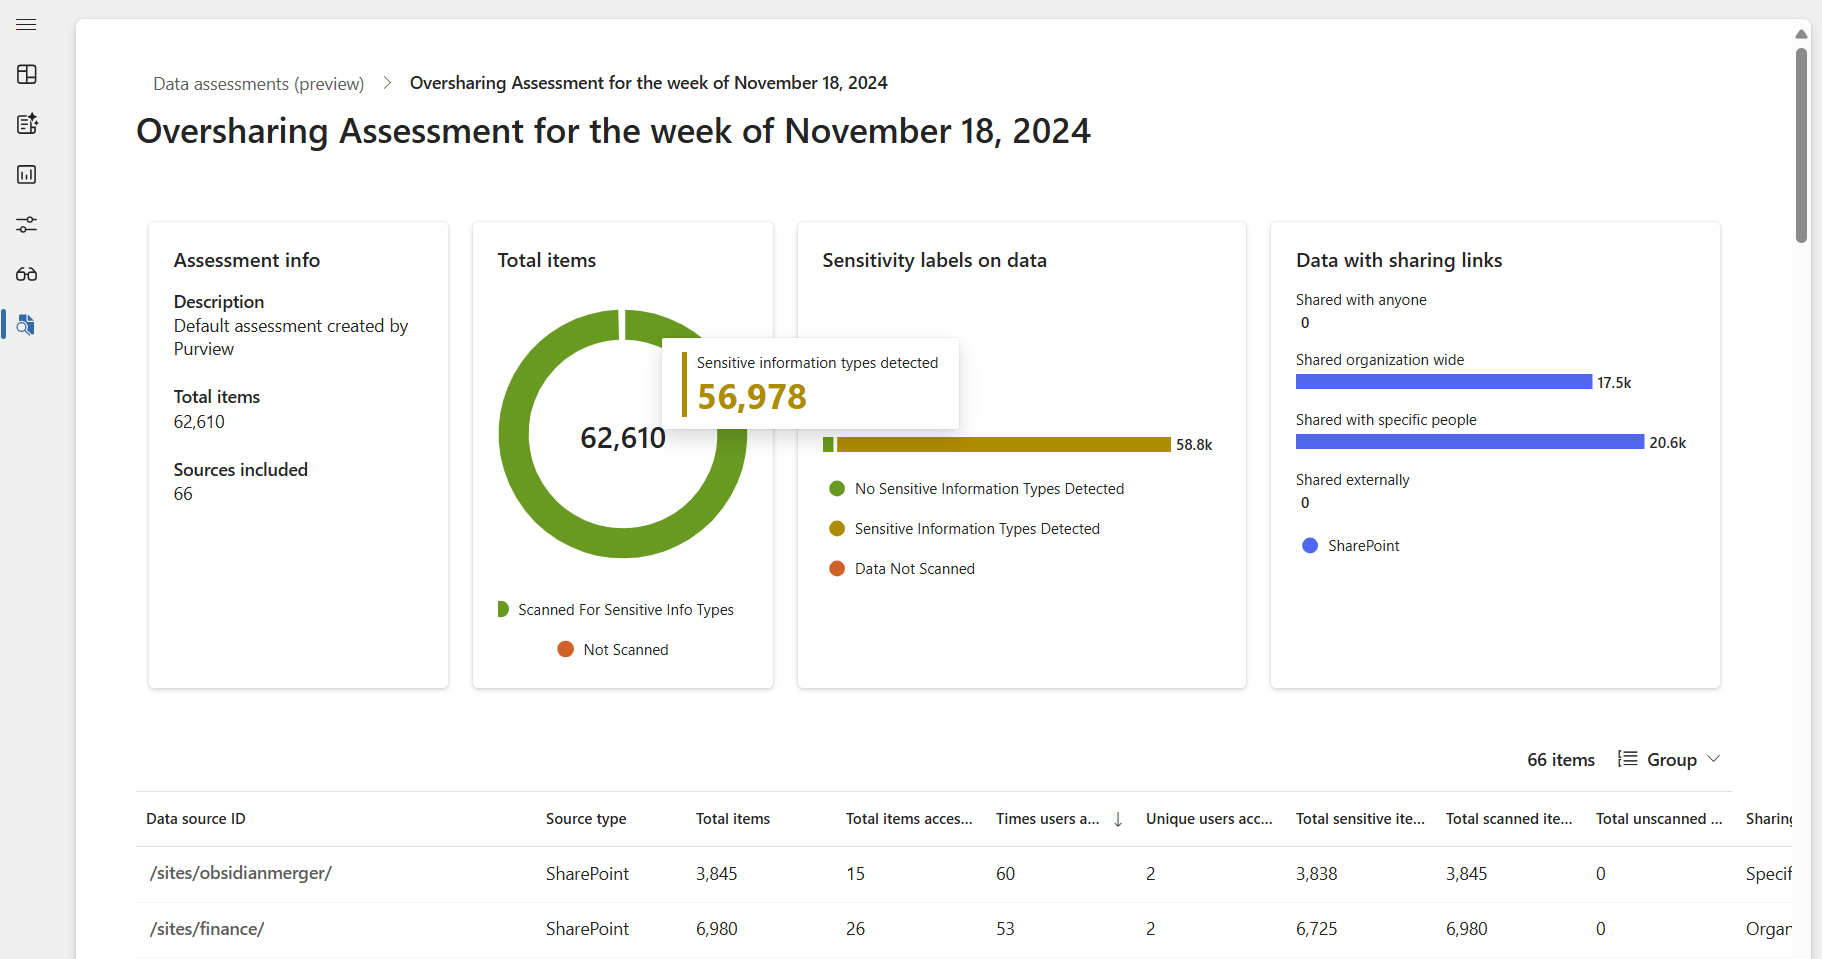 Data assessments (preview) > Oversharing Assessment for the week of November 18, 2024
Oversharing Assessment for the week of November 18, 2024
Assessment info
Description
Default assessment created by
Purview
Total items
62,610
Sources included
66
Total items
62,610
Scanned For Sensitive Info Types
Not Scanned
Sensitivity labels on data
Sensitive information types detected
56,978
58.8k
No Sensitive Information Types Detected
Sensitive Information Types Detected
Data Not Scanned
Data with sharing links
Shared with anyone
0
Shared organization wide
17.5k
Shared with specific people
20.6k
Shared externally
0
SharePoint
66 items Group
Data source ID Source type Total items Total items acces... Times users a... Unique users acc... Total sensitive ite... Total scanned ite... Total unscanned ... Sharing
/sites/obsidianmerger/ SharePoint 3,845 15 60 2 3,838 3,845 0 Specif
/sites/finance/ SharePoint 6,980 26 53 2 6,725 6,980 0 Organ